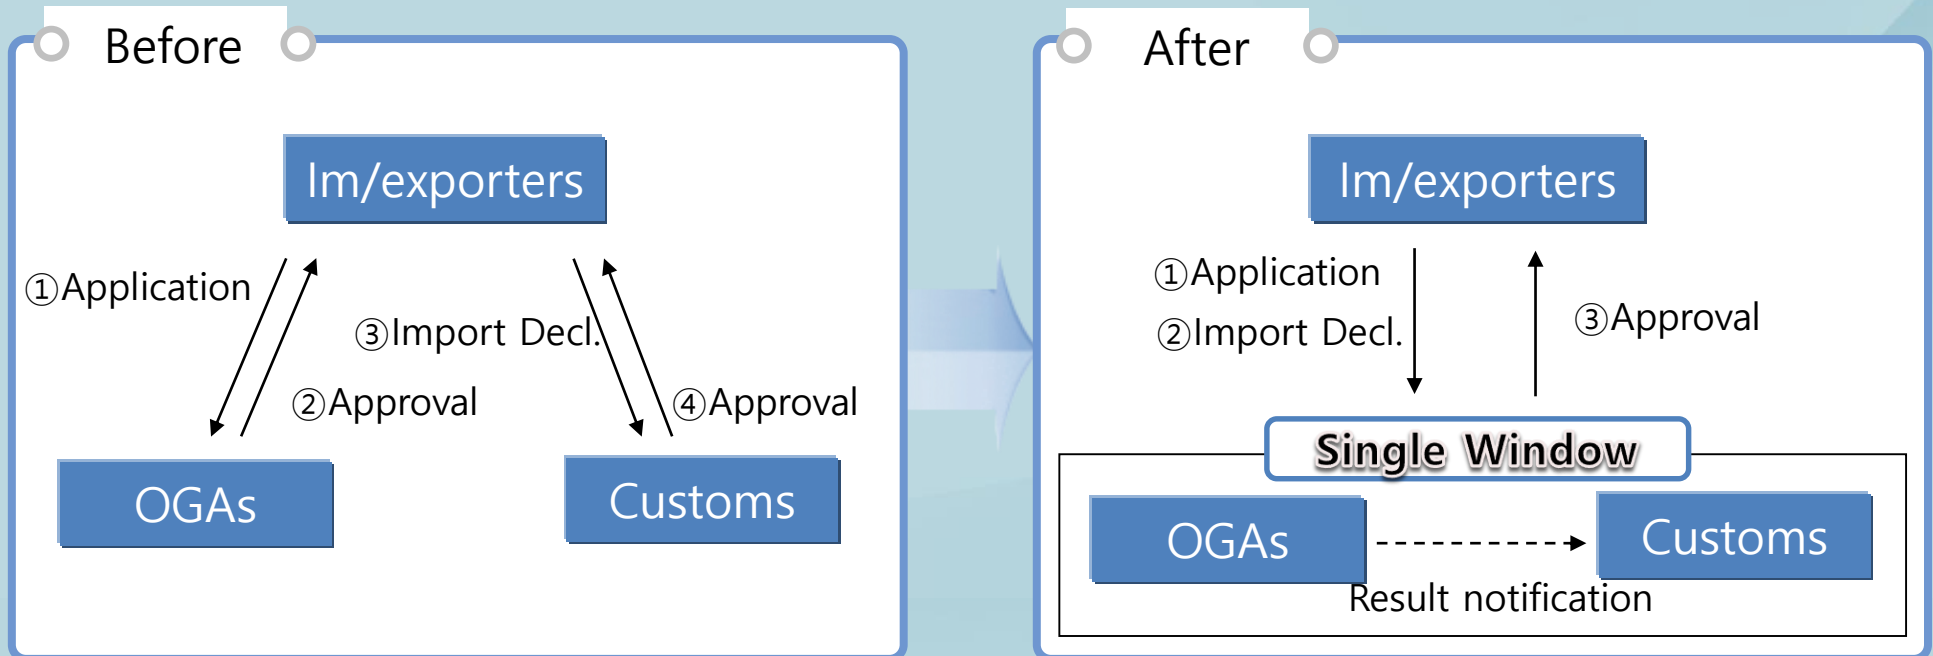 Before
Im/exporters
①Application
③Import Decl.
②Approval
④Approval
OGAs
Customs
After
Im/exporters
①Application
②Import Decl.
③Approval
Single Window
OGAs
Customs
Result notification